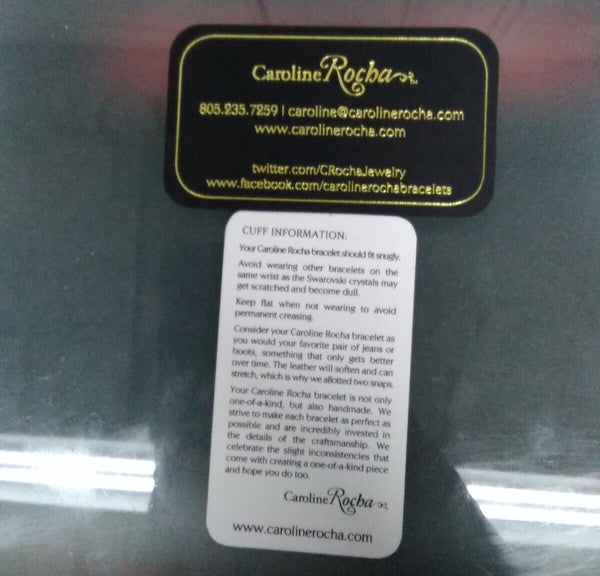 Caroline Rocha
805.235.7259 | caroline@carolinerocha.com
www.carolinerocha.com
twitter.com/CRochaJewelry
www.facebook.com/carolinerochabracelets
CUFF INFORMATION:
Your Caroline Rocha bracelet should fit snugly.
Avoid wearing other bracelets on the
same wrist as the Swarovski crystals may
get scratched and become dull.
Keep flat when not wearing to avoid
permanent creasing.
Consider your Caroline Rocha bracelet as
you would your favorite pair of jeans or
boots, something that only gets better
over time. The leather will soften and can
stretch, which is why we allotted two snaps.
Your Caroline Rocha bracelet is not only
one-of-a-kind, but also handmade. We
strive to make each bracelet as perfect as
possible and are incredibly invested in
the details of the craftsmanship. We
celebrate the slight inconsistencies that
come with creating a one-of-a-kind piece
and hope you do too.
Caroline Rocha
www.carolinerocha.com